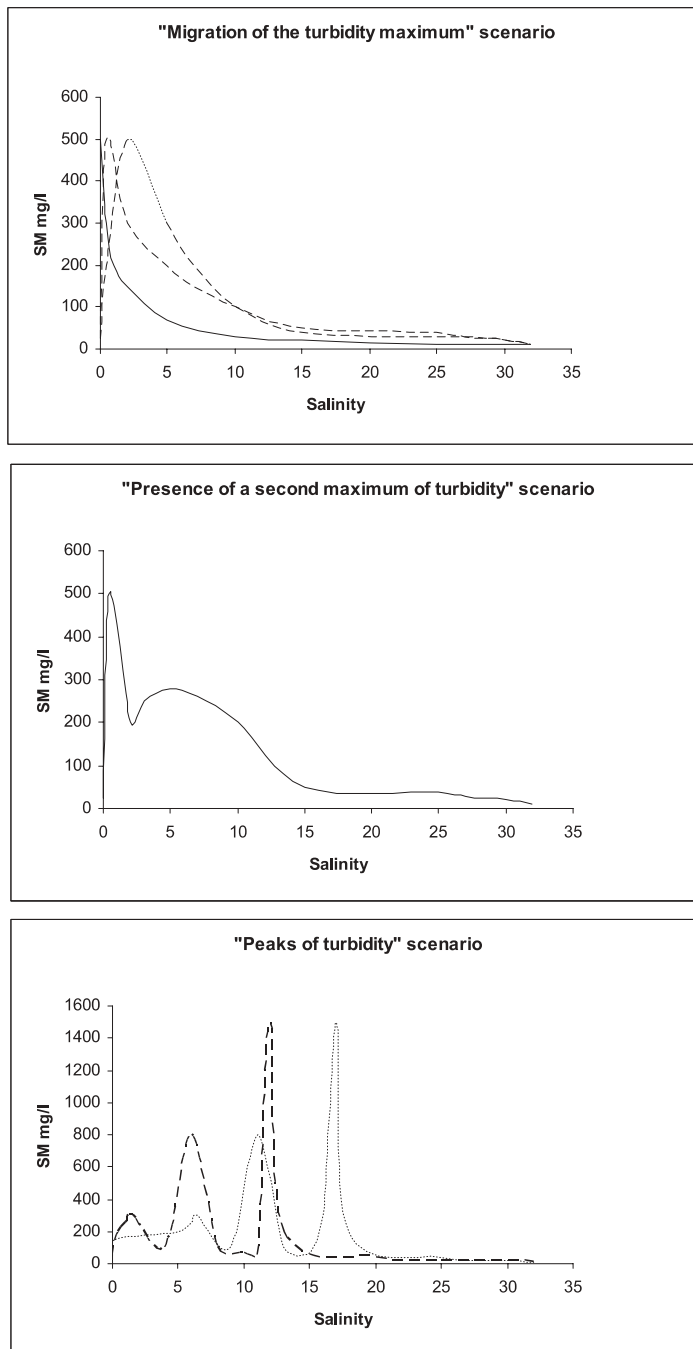 "Migration of the turbidity maximum" scenario
600
500
400
300
200
100
0
SM mg/l
0 5 10 15 20 25 30 35
Salinity
"Presence of a second maximum of turbidity" scenario
600
500
400
300
200
100
0
SM mg/l
0 5 10 15 20 25 30 35
Salinity
"Peaks of turbidity" scenario
1600
1400
1200
1000
800
600
400
200
0
SM mg/l
0 5 10 15 20 25 30 35
Salinity